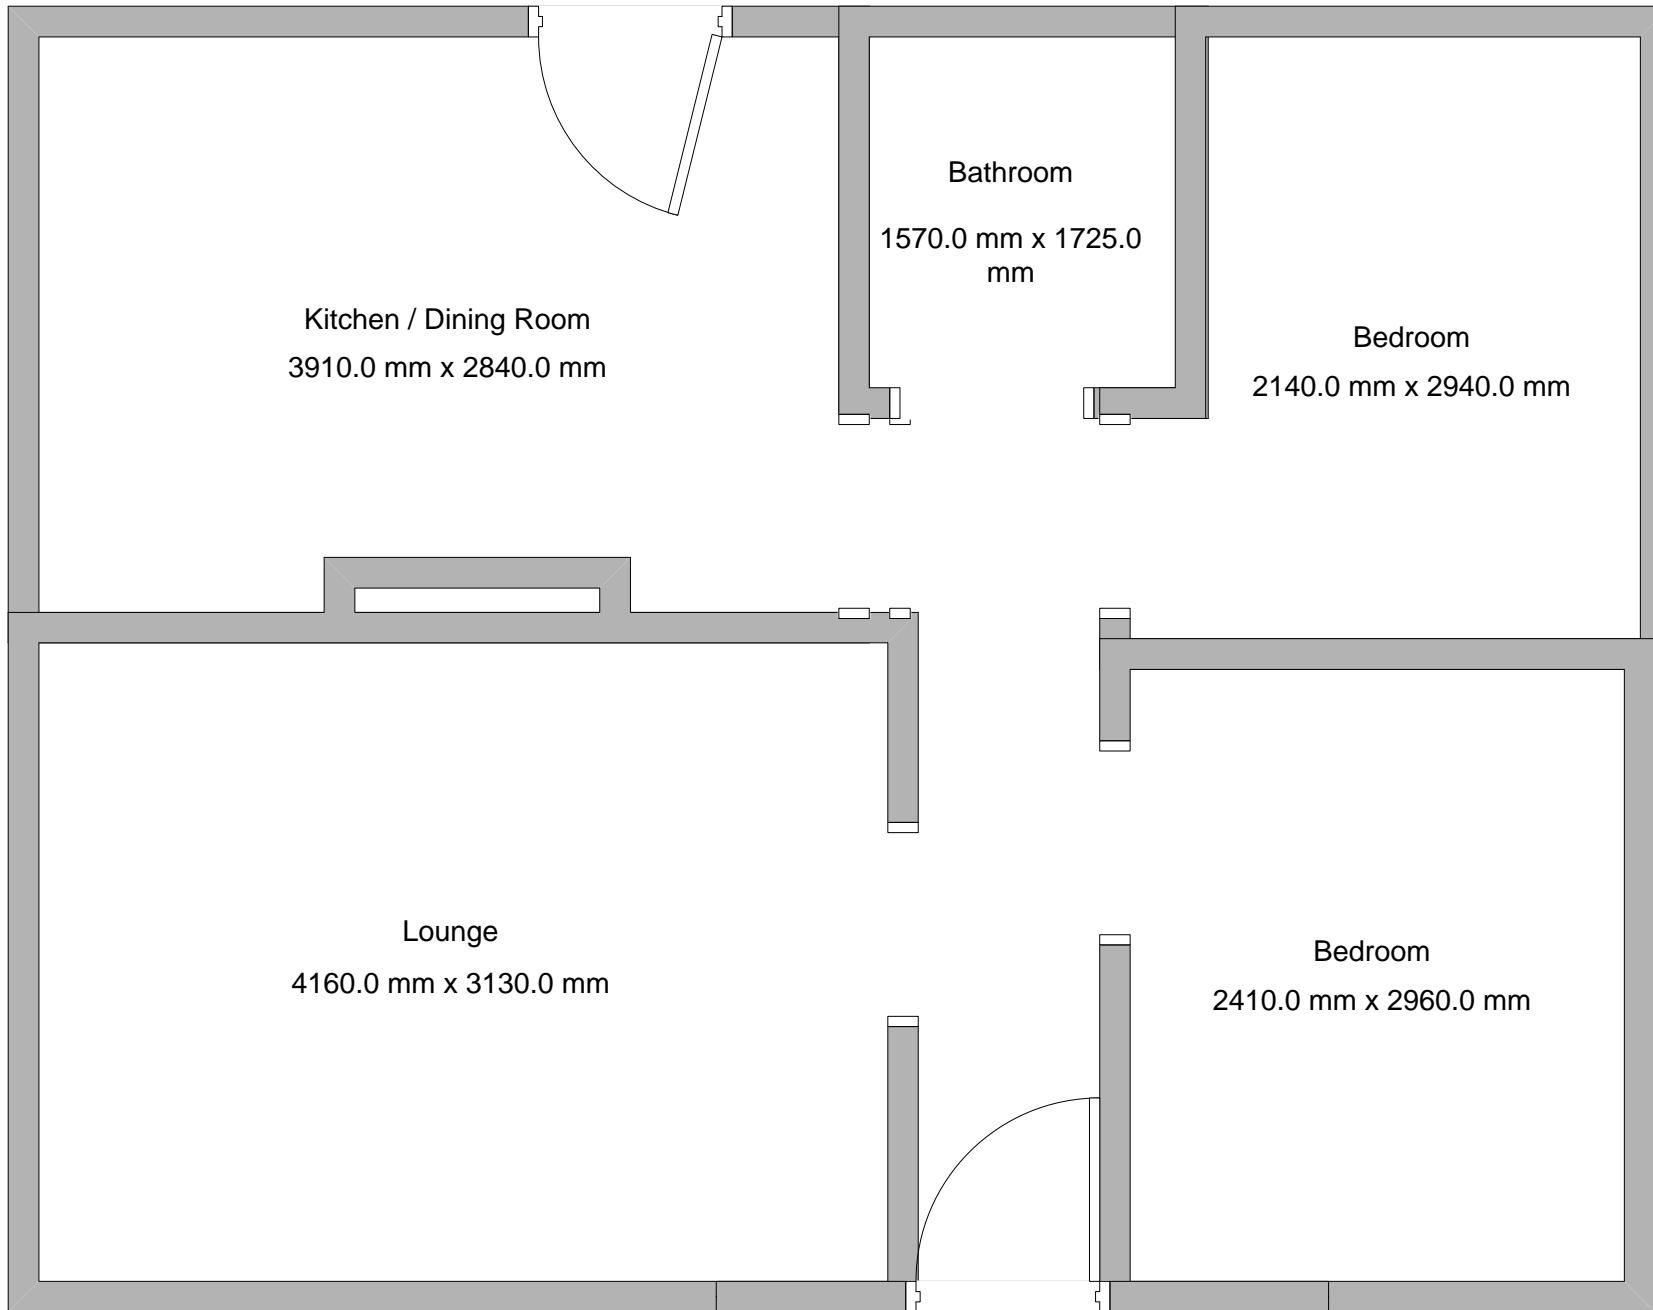 Bathroom
1570.0 mm x 1725.0
mm
Kitchen / Dining Room
3910.0 mm x 2840.0 mm
Bedroom
2140.0 mm x 2940.0 mm
Lounge
4160.0 mm x 3130.0 mm
Bedroom
2410.0 mm x 2960.0 mm